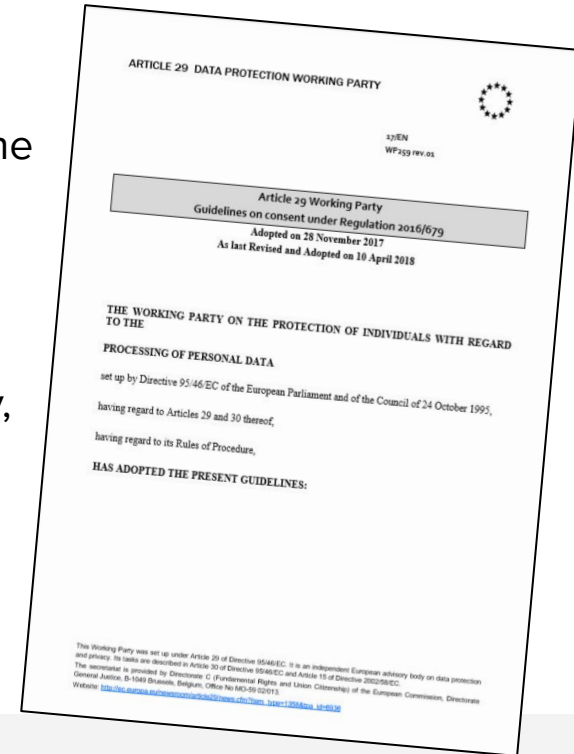 ne
y,
ARTICLE 29 DATA PROTECTION WORKING PARTY
17/EN
WP259 rev.01
Article 29 Working Party
Guidelines on consent under Regulation 2016/679
Adopted on 28 November 2017
As last Revised and Adopted on 10 April 2018
THE WORKING PARTY ON THE PROTECTION OF INDIVIDUALS WITH REGARD
TO THE
PROCESSING OF PERSONAL DATA
set up by Directive 95/46/EC of the European Parliament and of the Council of 24 October 1995,
having regard to Articles 29 and 30 thereof,
having regard to its Rules of Procedure,
HAS ADOPTED THE PRESENT GUIDELINES:
This Working Party was set up under Article 29 of Directive 95/46/EC. It is an independent European advisory body on data protection
and privacy. Its tasks are described in Article 30 of Directive 95/46/EC and Article 15 of Directive 2002/58/EC.
The secretariat is provided by Directorate C (Fundamental Rights and Union Citizenship) of the European Commission, Directorate
General Justice, B-1049 Brussels, Belgium, Office No MO-59 02/013.
Website: